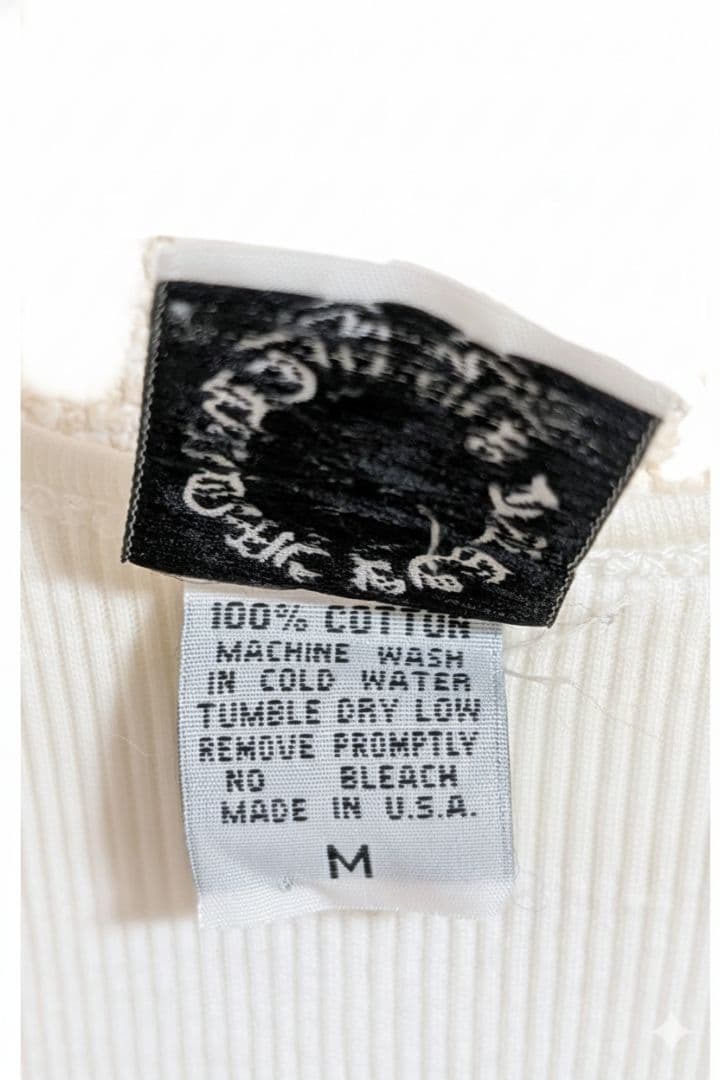 100% COTTON
MACHINE WASH
IN COLD WATER
TUMBLE DRY LOW
REMOVE PROMPTLY
NO BLEACH
MADE IN U.S.A.
M